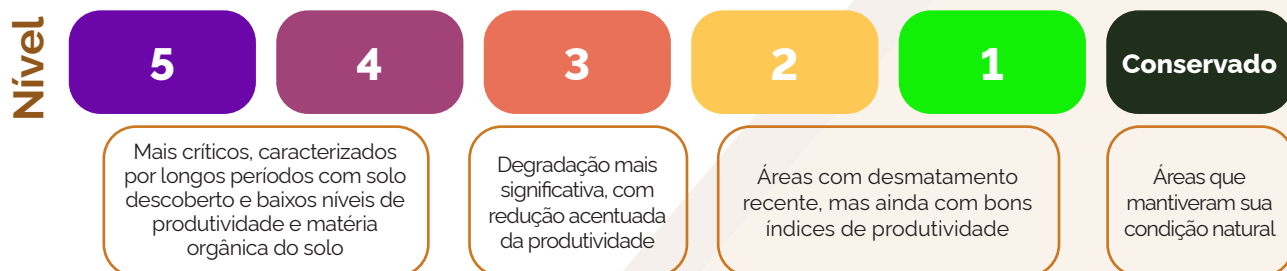 Nível
5
4
3
2
1
Conservado
Mais críticos, caracterizados
por longos períodos com solo
descoberto e baixos níveis de
produtividade e matéria
orgânica do solo
Degradação mais
significativa, com
redução acentuada
da produtividade
Áreas com desmatamento
recente, mas ainda com bons
índices de produtividade
Áreas que
mantiveram sua
condição natural